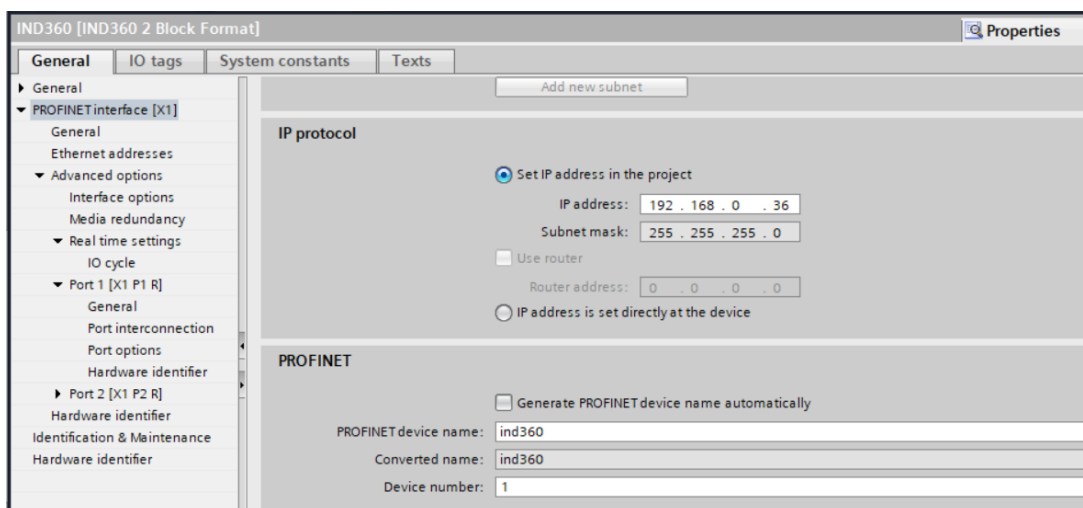 IND360 [IND360 2 Block Format]
Properties
General
IO tags
System constants
Texts
General
PROFINET interface [X1]
General
Ethernet addresses
Advanced options
Interface options
Media redundancy
Real time settings
IO cycle
Port 1 [X1 P1 R]
General
Port interconnection
Port options
Hardware identifier
Port 2 [X1 P2 R]
Hardware identifier
Identification & Maintenance
Hardware identifier
Add new subnet
IP protocol
Set IP address in the project
IP address: 192 . 168 . 0 . 36
Subnet mask: 255 . 255 . 255 . 0
Use router
Router address: 0 . 0 . 0 . 0
IP address is set directly at the device
PROFINET
Generate PROFINET device name automatically
PROFINET device name: ind360
Converted name: ind360
Device number: 1